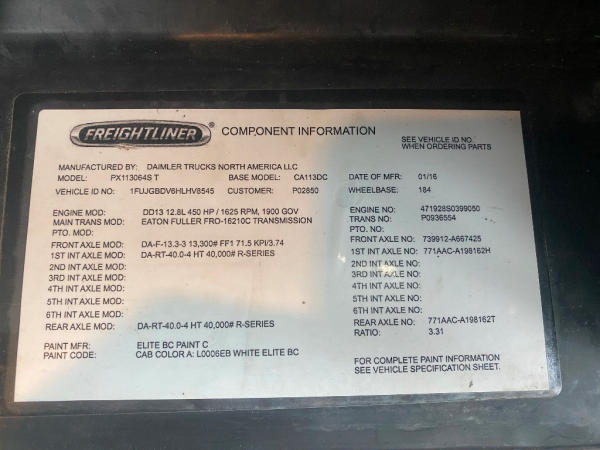 FREIGHTLINER ® COMPONENT INFORMATION
SEE VEHICLE ID NO.
WHEN ORDERING PARTS
MANUFACTURED BY: DAIMLER TRUCKS NORTH AMERICA LLC
MODEL: PX113064S T BASE MODEL: CA113DC DATE OF MFR: 01/16
VEHICLE ID NO: 1FUJGBDV6HLHV8545 CUSTOMER: P02850 WHEELBASE: 184
ENGINE MOD: DD13 12.8L 450 HP / 1625 RPM, 1900 GOV ENGINE NO: 471928S0399050
MAIN TRANS MOD: EATON FULLER FRO-16210C TRANSMISSION TRANS NO: P0936554
PTO. MOD: PTO. NO:
FRONT AXLE MOD: DA-F-13.3-3 13,300# FF1 71.5 KPI/3.74 FRONT AXLE NO: 739912-A667425
1ST INT AXLE MOD: DA-RT-40.0-4 HT 40,000# R-SERIES 1ST INT AXLE NO: 771AAC-A198162H
2ND INT AXLE MOD: 2ND INT AXLE NO:
3RD INT AXLE MOD: 3RD INT AXLE NO:
4TH INT AXLE MOD: 4TH INT AXLE NO:
5TH INT AXLE MOD: 5TH INT AXLE NO:
6TH INT AXLE MOD: 6TH INT AXLE NO:
REAR AXLE MOD: DA-RT-40.0-4 HT 40,000# R-SERIES REAR AXLE NO: 771AAC-A198162T
RATIO: 3.31
PAINT MFR: ELITE BC PAINT C
PAINT CODE: CAB COLOR A: L0006EB WHITE ELITE BC
FOR COMPLETE PAINT INFORMATION
SEE VEHICLE SPECIFICATION SHEET.